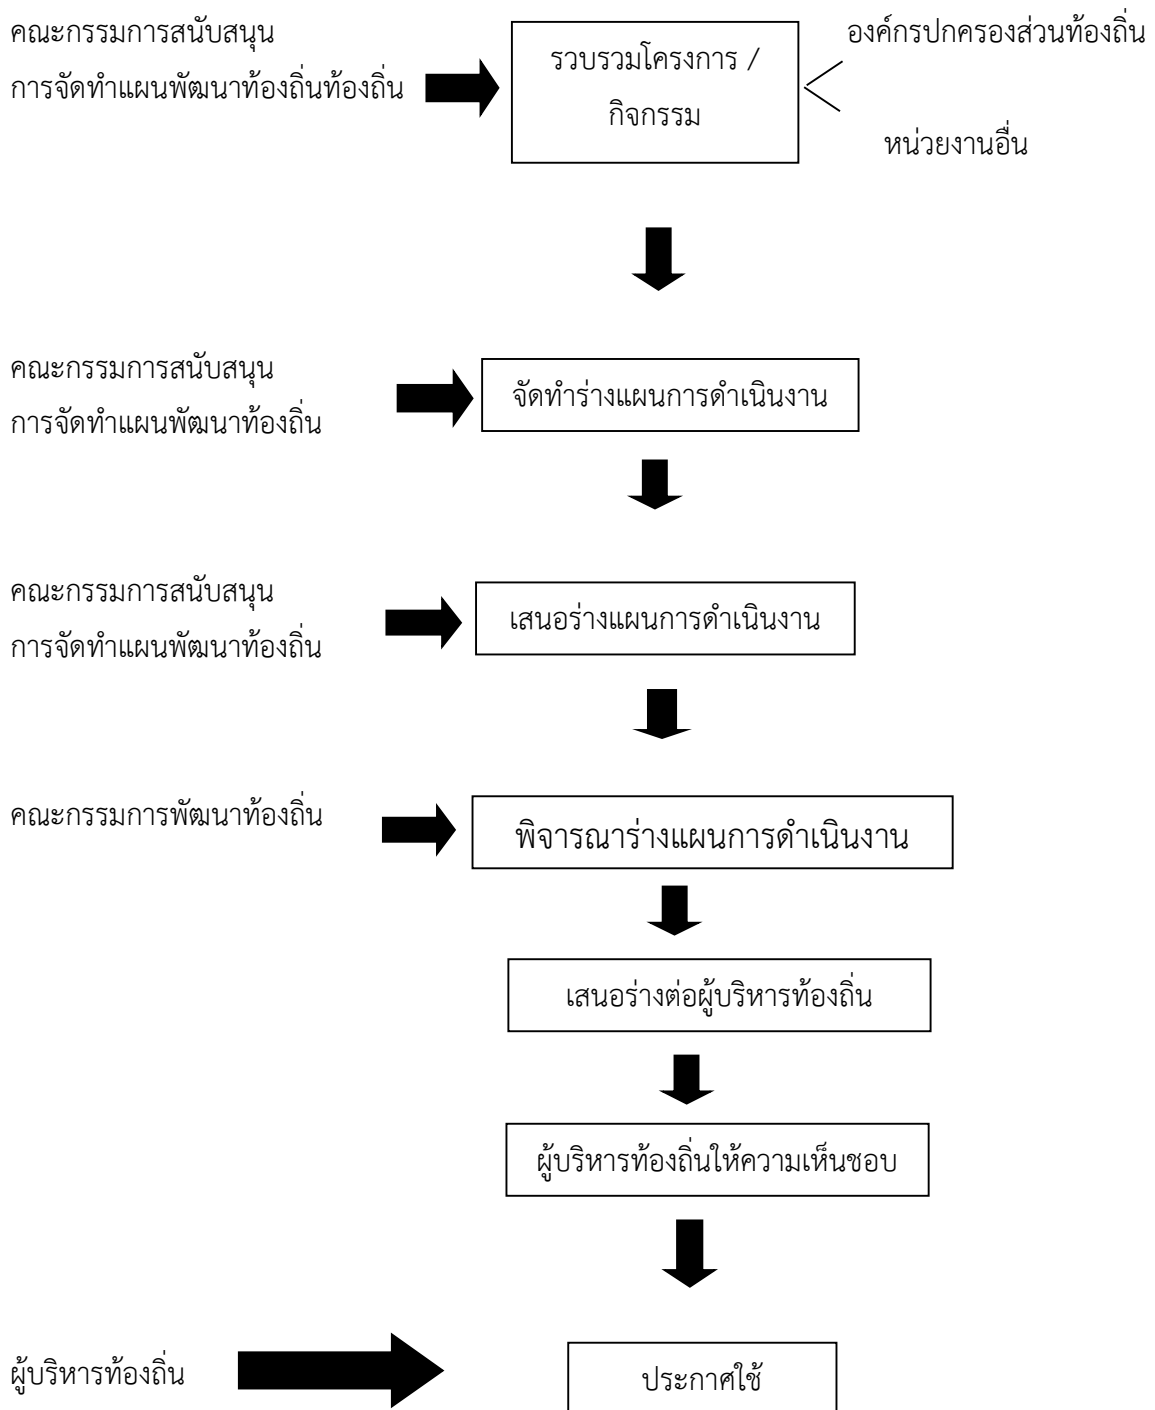 คณะกรรมการสนับสนุน
การจัดทำแผนพัฒนาท้องถิ่นท้องถิ่น
รวบรวมโครงการ /
กิจกรรม
องค์กรปกครองส่วนท้องถิ่น
หน่วยงานอื่น
คณะกรรมการสนับสนุน
การจัดทำแผนพัฒนาท้องถิ่น
จัดทำร่างแผนการดำเนินงาน
คณะกรรมการสนับสนุน
การจัดทำแผนพัฒนาท้องถิ่น
เสนอร่างแผนการดำเนินงาน
คณะกรรมการพัฒนาท้องถิ่น
พิจารณาร่างแผนการดำเนินงาน
เสนอร่างต่อผู้บริหารท้องถิ่น
ผู้บริหารท้องถิ่นให้ความเห็นชอบ
ผู้บริหารท้องถิ่น
ประกาศใช้